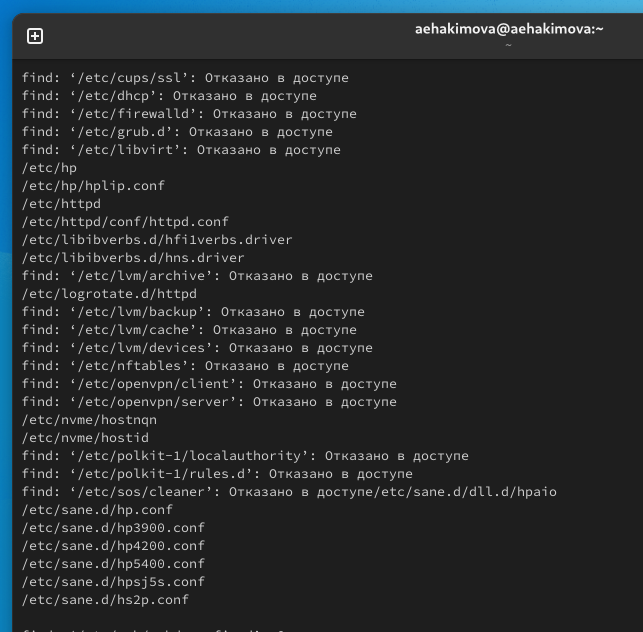 aehakimova@aehakimova:~
~
find: ‘/etc/cups/ssl’: Отказано в доступе
find: ‘/etc/dhcp’: Отказано в доступе
find: ‘/etc/firewalld’: Отказано в доступе
find: ‘/etc/grub.d’: Отказано в доступе
find: ‘/etc/libvirt’: Отказано в доступе
/etc/hp
/etc/hp/hplip.conf
/etc/httpd
/etc/httpd/conf/httpd.conf
/etc/libibverbs.d/hfi1verbs.driver
/etc/libibverbs.d/hns.driver
find: ‘/etc/lvm/archive’: Отказано в доступе
/etc/logrotate.d/httpd
find: ‘/etc/lvm/backup’: Отказано в доступе
find: ‘/etc/lvm/cache’: Отказано в доступе
find: ‘/etc/lvm/devices’: Отказано в доступе
find: ‘/etc/nftables’: Отказано в доступе
find: ‘/etc/openvpn/client’: Отказано в доступе
find: ‘/etc/openvpn/server’: Отказано в доступе
/etc/nvme/hostnqn
/etc/nvme/hostid
find: ‘/etc/polkit-1/localauthority’: Отказано в доступе
find: ‘/etc/polkit-1/rules.d’: Отказано в доступе
find: ‘/etc/sos/cleaner’: Отказано в доступе/etc/sane.d/dll.d/hpaio
/etc/sane.d/hp.conf
/etc/sane.d/hp3900.conf
/etc/sane.d/hp4200.conf
/etc/sane.d/hp5400.conf
/etc/sane.d/hpsj5s.conf
/etc/sane.d/hs2p.conf